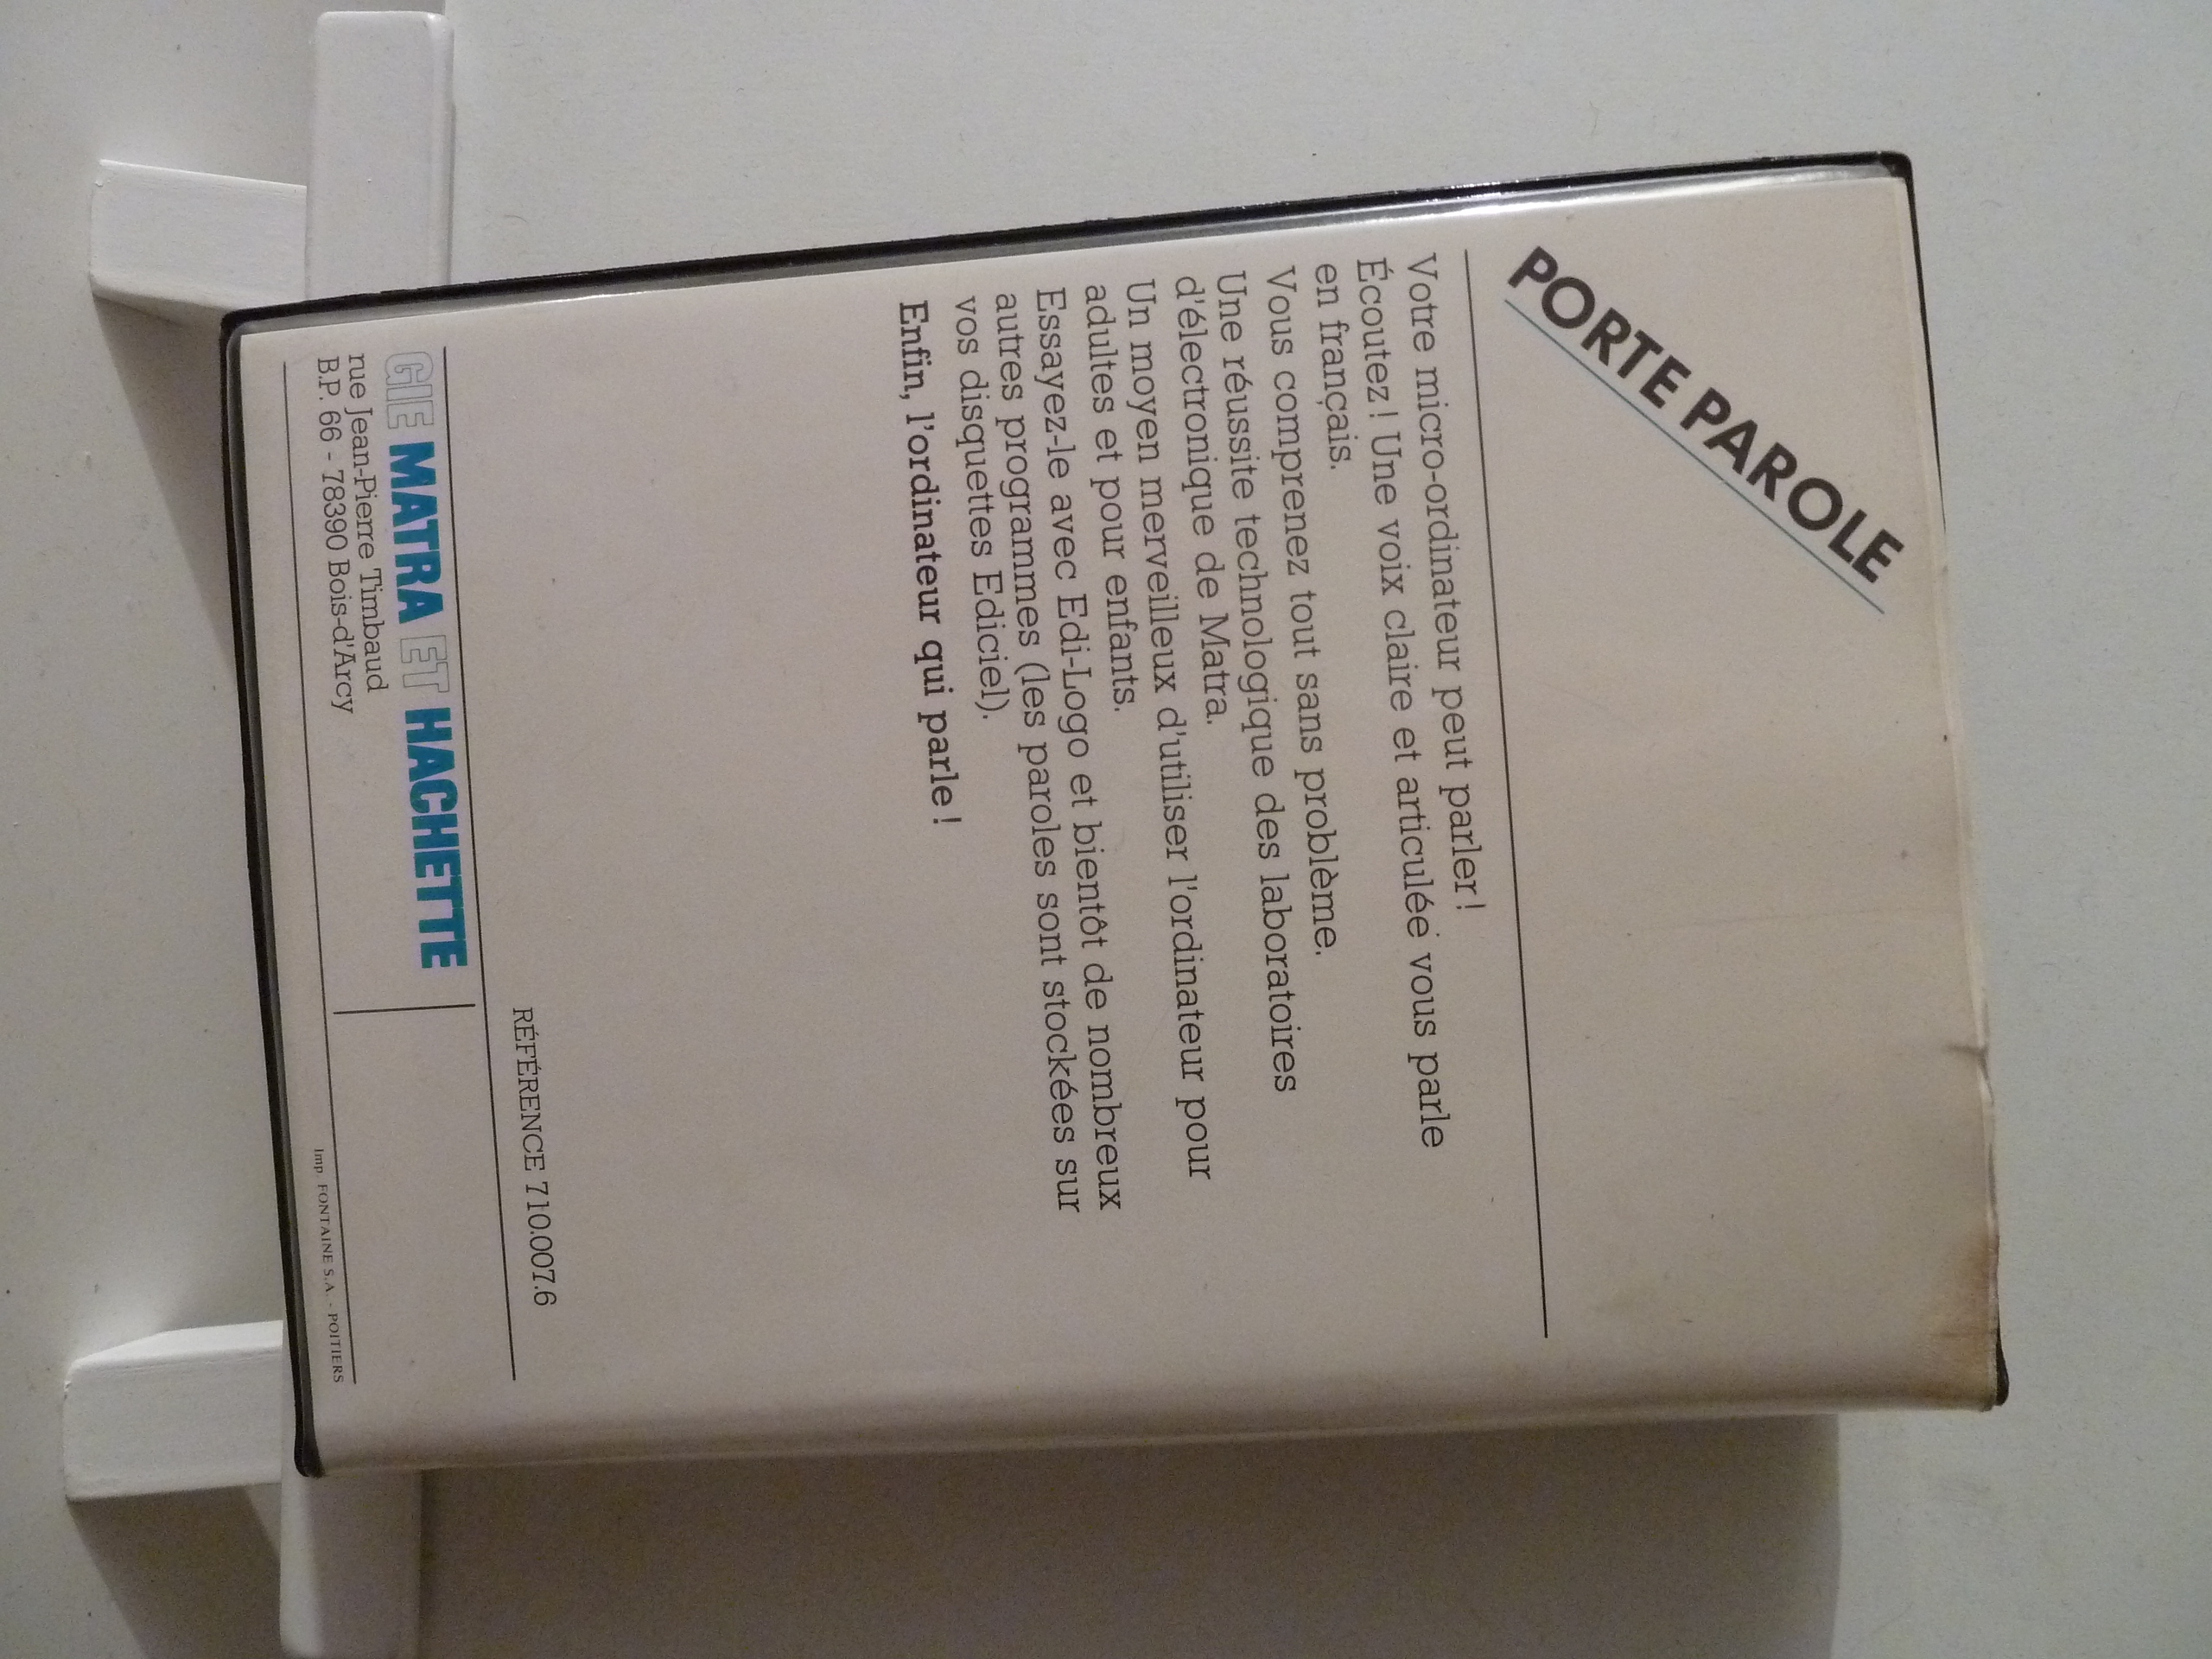 PORTE PAROLE
Votre micro-ordinateur peut parler!
Écoutez! Une voix claire et articulée vous parle
en français.
Vous comprenez tout sans problème.
Une réussite technologique des laboratoires
d'électronique de Matra.
Un moyen merveilleux d'utiliser l'ordinateur pour
adultes et pour enfants.
Essayez-le avec Edi-Logo et bientôt de nombreux
autres programmes (les paroles sont stockées sur
vos disquettes Ediciel).
Enfin, l'ordinateur qui parle !
RÉFÉRENCE 710.007.6
GIE MATRA ET HACHETTE
rue Jean-Pierre Timbaud
B.P. 66 - 78390 Bois-d'Arcy
Imp. FONTAINE S.A. - POITIERS